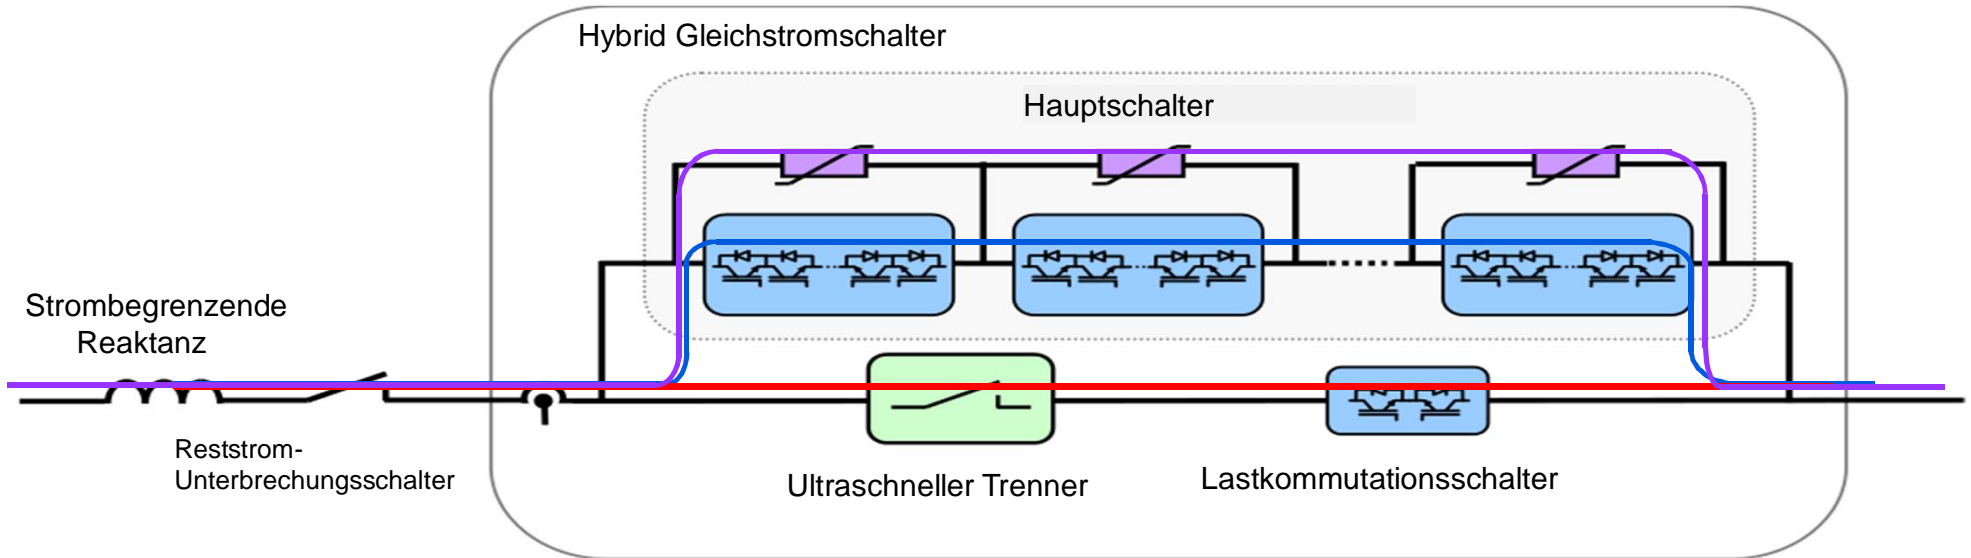 Hybrid Gleichstromschalter
Hauptschalter
Strombegrenzende
Reaktanz
Reststrom-
Unterbrechungsschalter
Ultraschneller Trenner
Lastkommutationsschalter